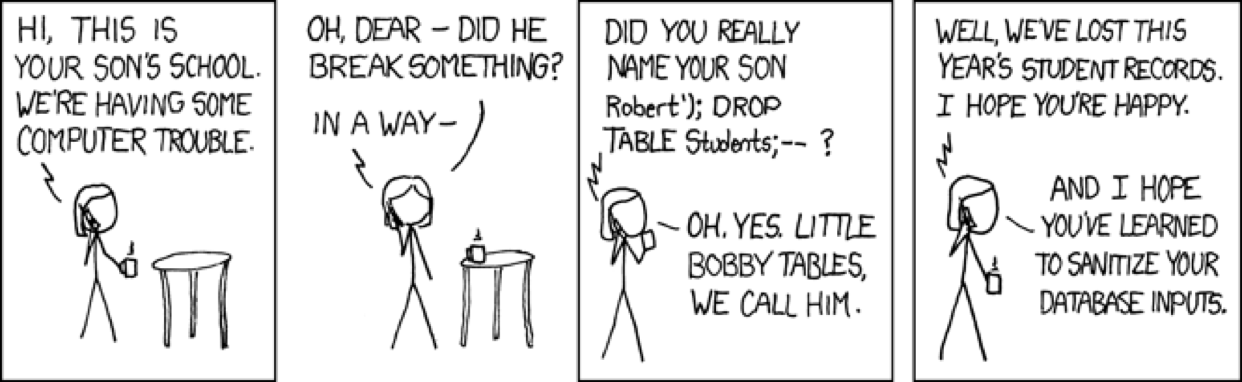 HI, THIS IS
YOUR SON'S SCHOOL.
WE'RE HAVING SOME
COMPUTER TROUBLE.
OH, DEAR – DID HE
BREAK SOMETHING?
IN A WAY–
DID YOU REALLY
NAME YOUR SON
Robert'); DROP
TABLE Students;-- ?
OH, YES. LITTLE
BOBBY TABLES,
WE CALL HIM.
WELL, WE'VE LOST THIS
YEAR'S STUDENT RECORDS.
I HOPE YOU'RE HAPPY.
AND I HOPE
YOU'VE LEARNED
TO SANITIZE YOUR
DATABASE INPUTS.